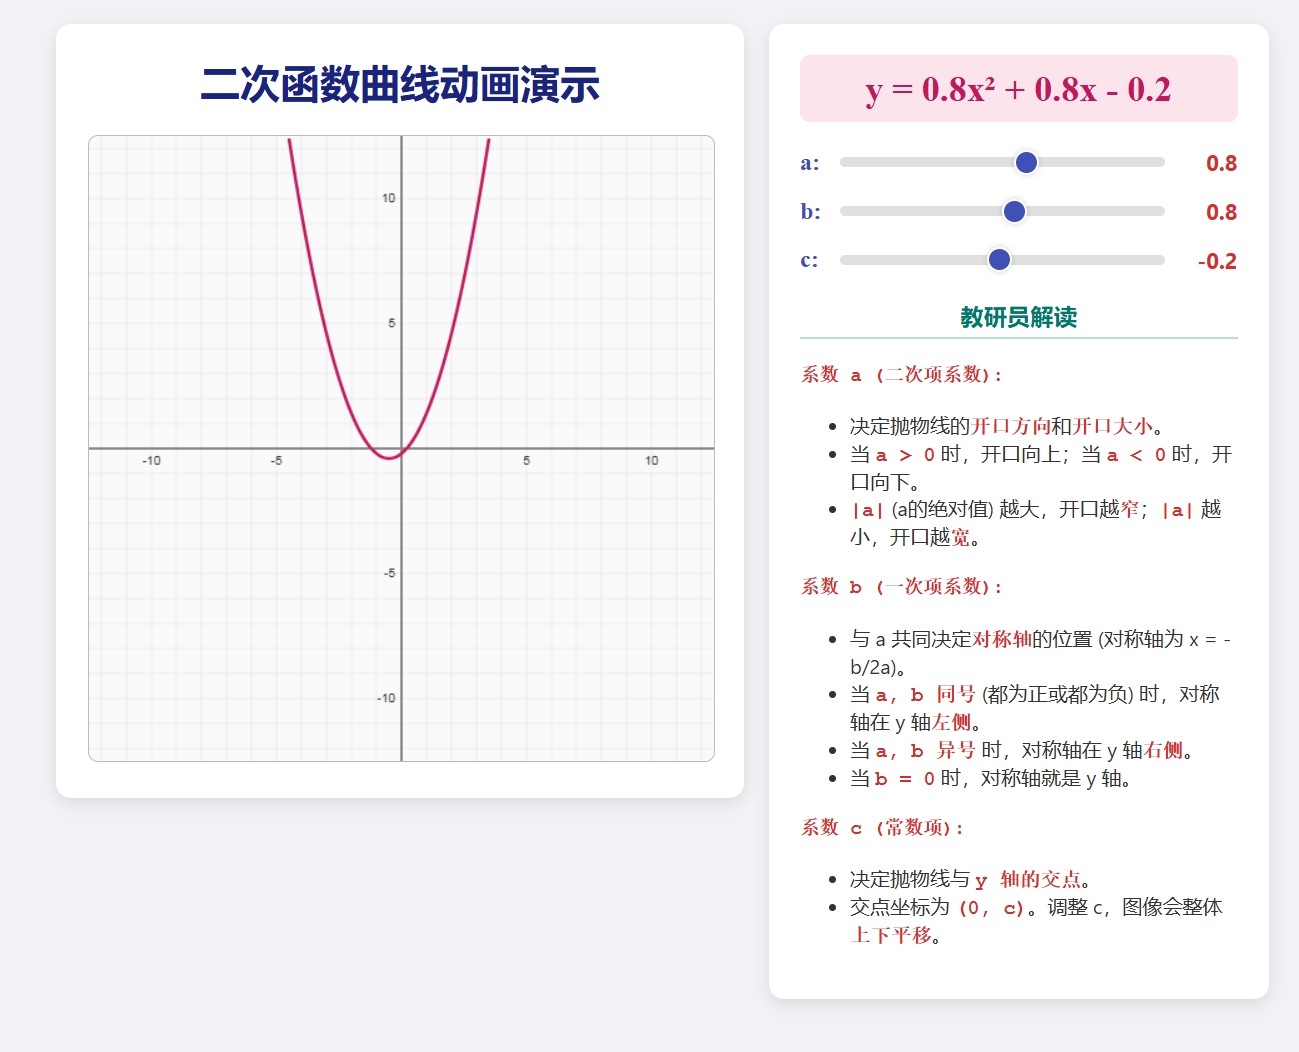 二次函数曲线动画演示
10
5
-10
-5
5
10
-5
-10
y = 0.8x² + 0.8x - 0.2
a:
0.8
b:
0.8
c:
-0.2
教研员解读
系数 a (二次项系数):
决定抛物线的开口方向和开口大小。
当 a > 0 时，开口向上；当 a < 0 时，开
口向下。
|a| (a的绝对值) 越大，开口越窄；|a| 越
小，开口越宽。
系数 b (一次项系数):
与 a 共同决定对称轴的位置 (对称轴为 x = -
b/2a)。
当 a, b 同号 (都为正或都为负) 时，对称
轴在 y 轴左侧。
当 a, b 异号 时，对称轴在 y 轴右侧。
当 b = 0 时，对称轴就是 y 轴。
系数 c (常数项):
决定抛物线与 y 轴的交点。
交点坐标为 (0, c)。调整 c，图像会整体
上下平移。